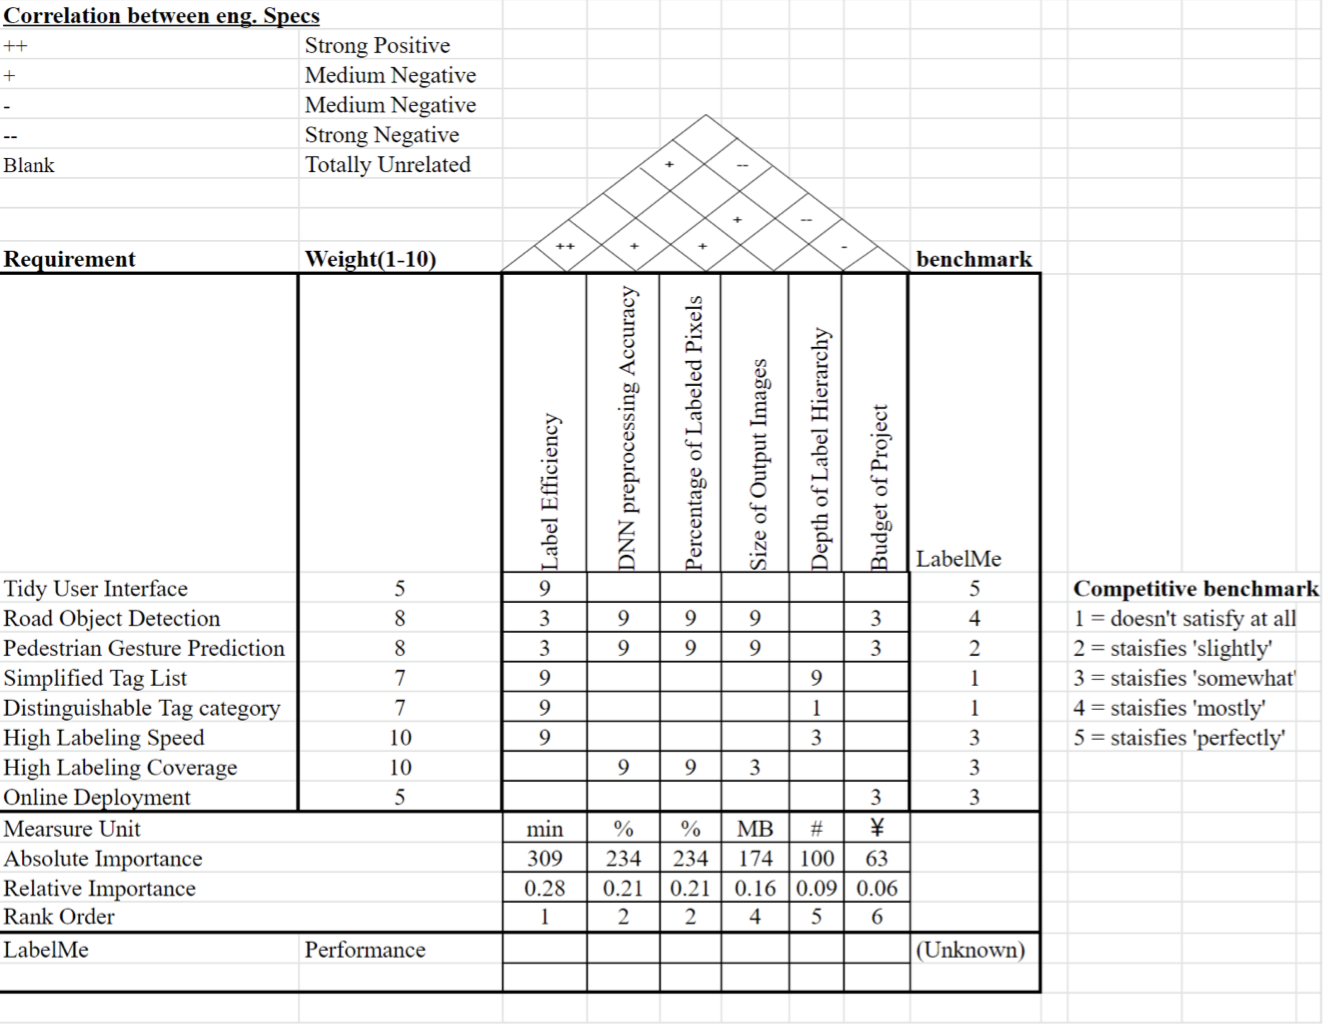 Correlation between eng. Specs
++ Strong Positive
+ Medium Negative
- Medium Negative
-- Strong Negative
Blank Totally Unrelated
+ --
+ --
++ + + -
Requirement Weight(1-10) benchmark
Label Efficiency
DNN preprocessing Accuracy
Percentage of Labeled Pixels
Size of Output Images
Depth of Label Hierarchy
Budget of Project
LabelMe
Tidy User Interface 5 9 5 Competitive benchmark
Road Object Detection 8 3 9 9 9 3 4 1 = doesn't satisfy at all
Pedestrian Gesture Prediction 8 3 9 9 9 3 2 2 = staisfies 'slightly'
Simplified Tag List 7 9 9 1 3 = staisfies 'somewhat'
Distinguishable Tag category 7 9 1 1 4 = staisfies 'mostly'
High Labeling Speed 10 9 3 3 5 = staisfies 'perfectly'
High Labeling Coverage 10 9 9 3 3
Online Deployment 5 3 3
Mearsure Unit min % % MB # ¥
Absolute Importance 309 234 234 174 100 63
Relative Importance 0.28 0.21 0.21 0.16 0.09 0.06
Rank Order 1 2 2 4 5 6
LabelMe Performance (Unknown)